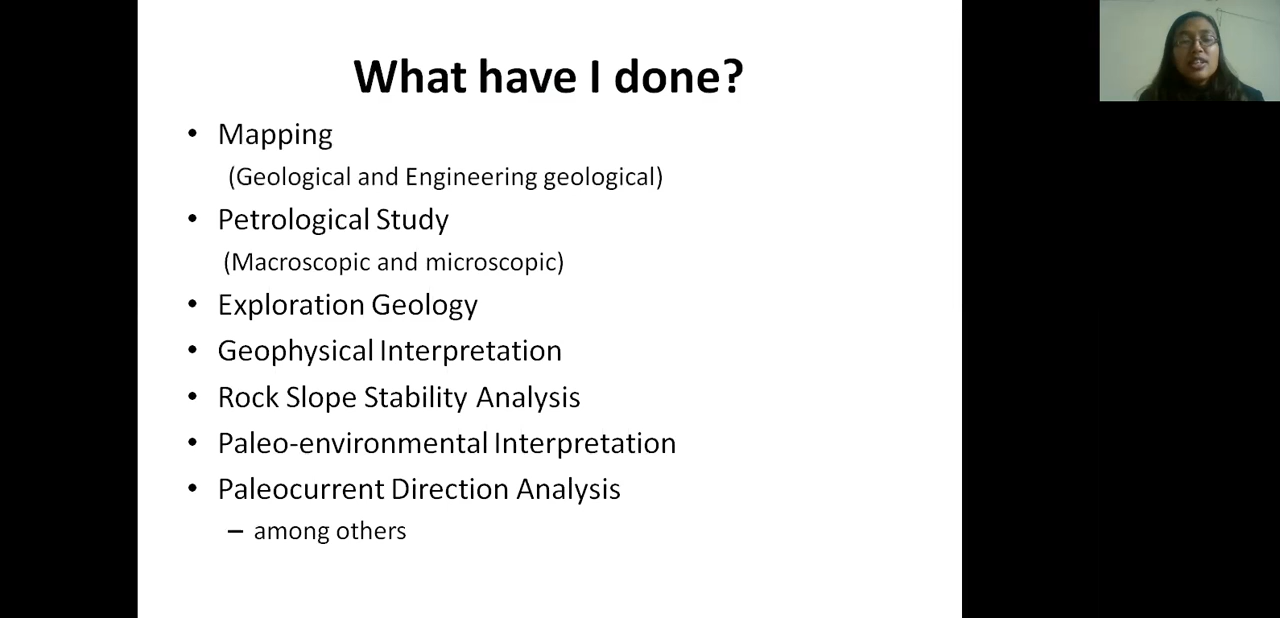 What have I done?
• Mapping
(Geological and Engineering geological)
• Petrological Study
(Macroscopic and microscopic)
• Exploration Geology
• Geophysical Interpretation
• Rock Slope Stability Analysis
• Paleo-environmental Interpretation
• Paleocurrent Direction Analysis
– among others